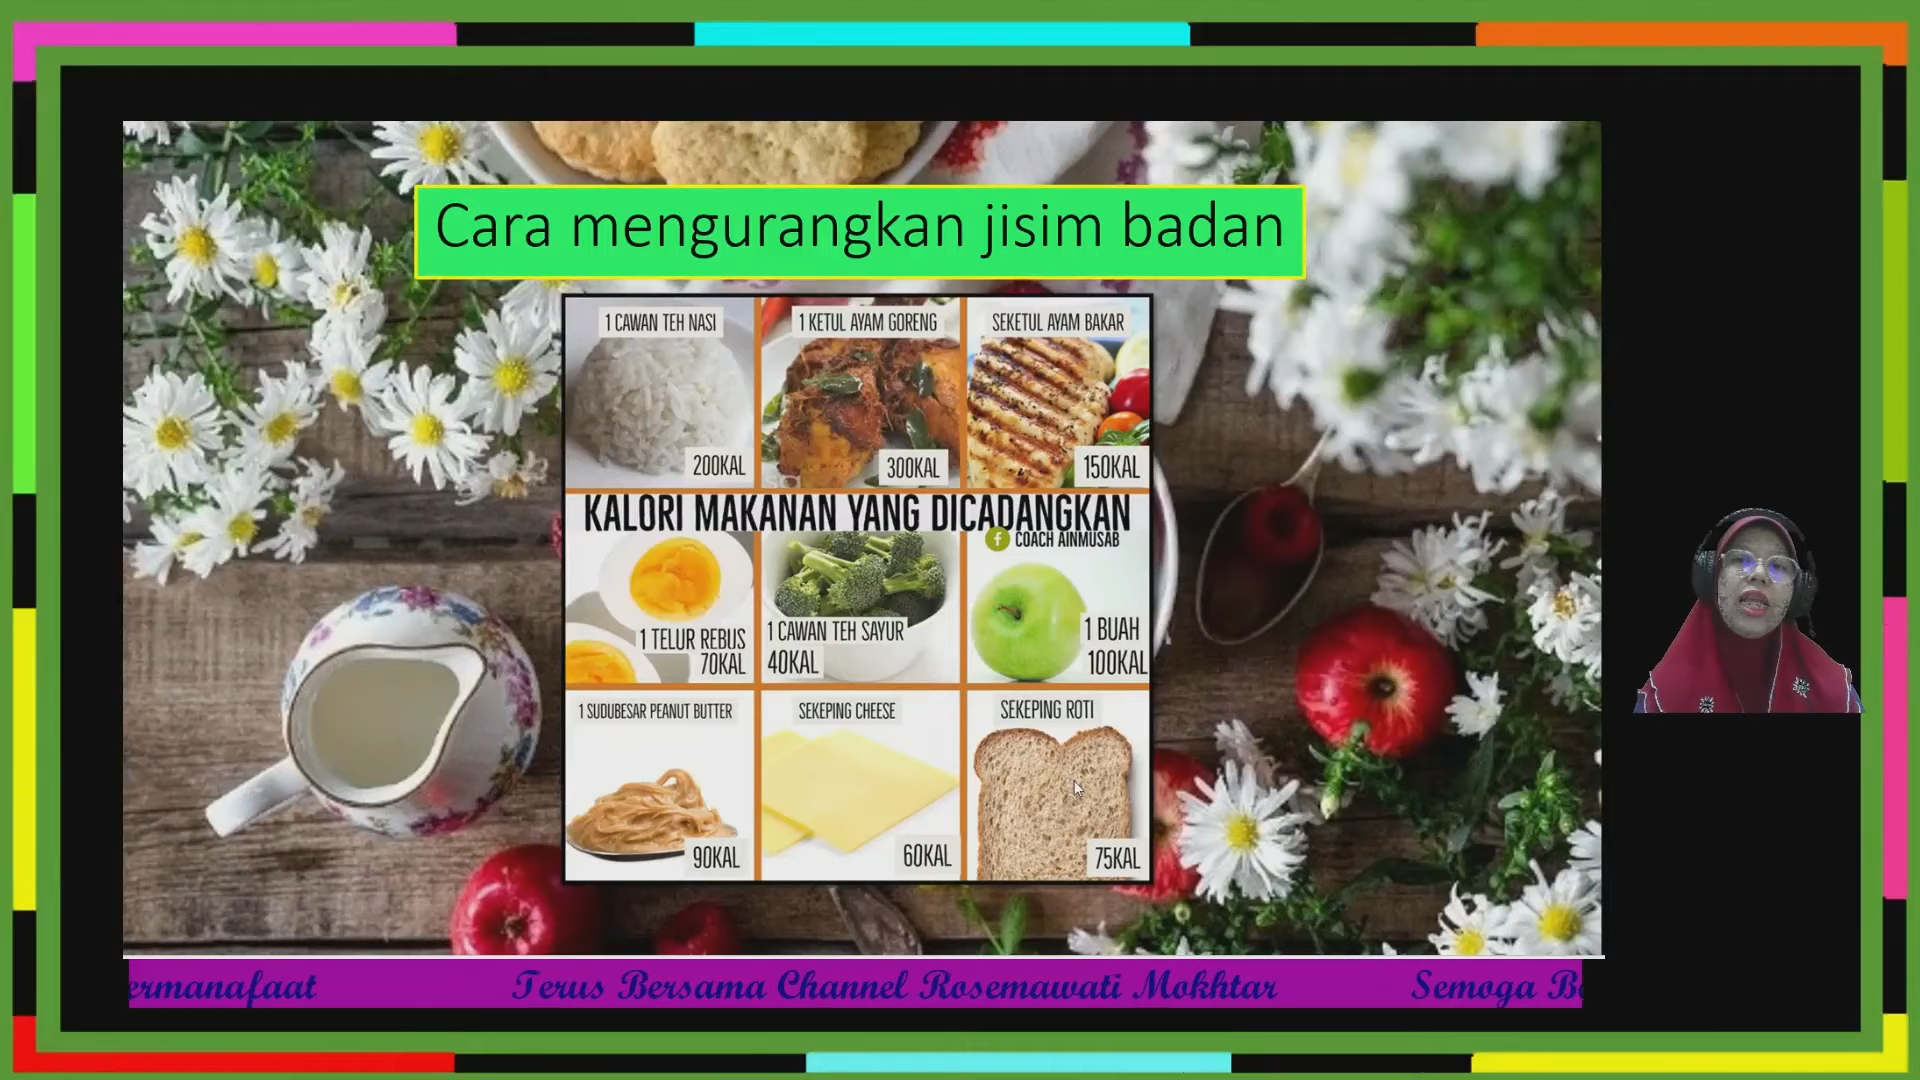 Cara mengurangkan jisim badan
1 CAWAN TEH NASI
200KAL
1 KETUL AYAM GORENG
300KAL
SEKETUL AYAM BAKAR
150KAL
KALORI MAKANAN YANG DICADANGKAN
f COACH AINMUSAB
1 TELUR REBUS
70KAL
1 CAWAN TEH SAYUR
40KAL
1 BUAH
100KAL
1 SUDUBESAR PEANUT BUTTER
90KAL
SEKEPING CHEESE
60KAL
SEKEPING ROTI
75KAL
ermanafaat Terus Bersama Channel Rosemawati Mokhtar Semoga